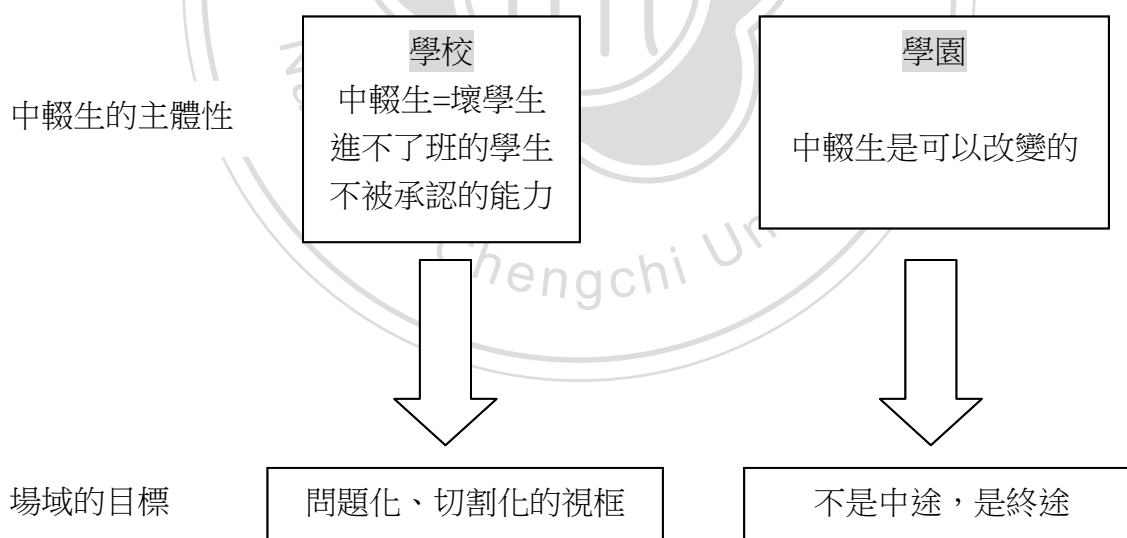 學校
中輟生=壞學生
進不了班的學生
不被承認的能力
學園
中輟生是可以改變的
中輟生的主體性
Chengchi Un
場域的目標
問題化、切割化的視框
不是中途，是終途